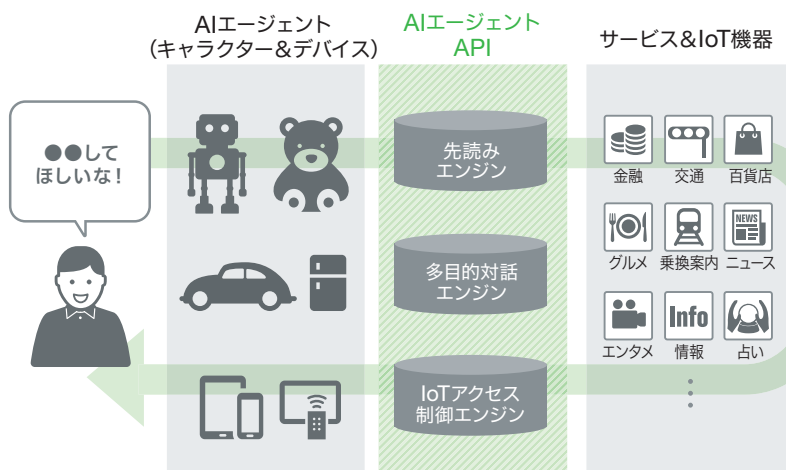 AIエージェント
(キャラクター&デバイス)
AIエージェント
API
サービス&IoT機器
●●して
ほしいな!
先読み
エンジン
多目的対話
エンジン
IoTアクセス
制御エンジン
金融
交通
百貨店
NEWS
グルメ
乗換案内
ニュース
Info
エンタメ
情報
占い